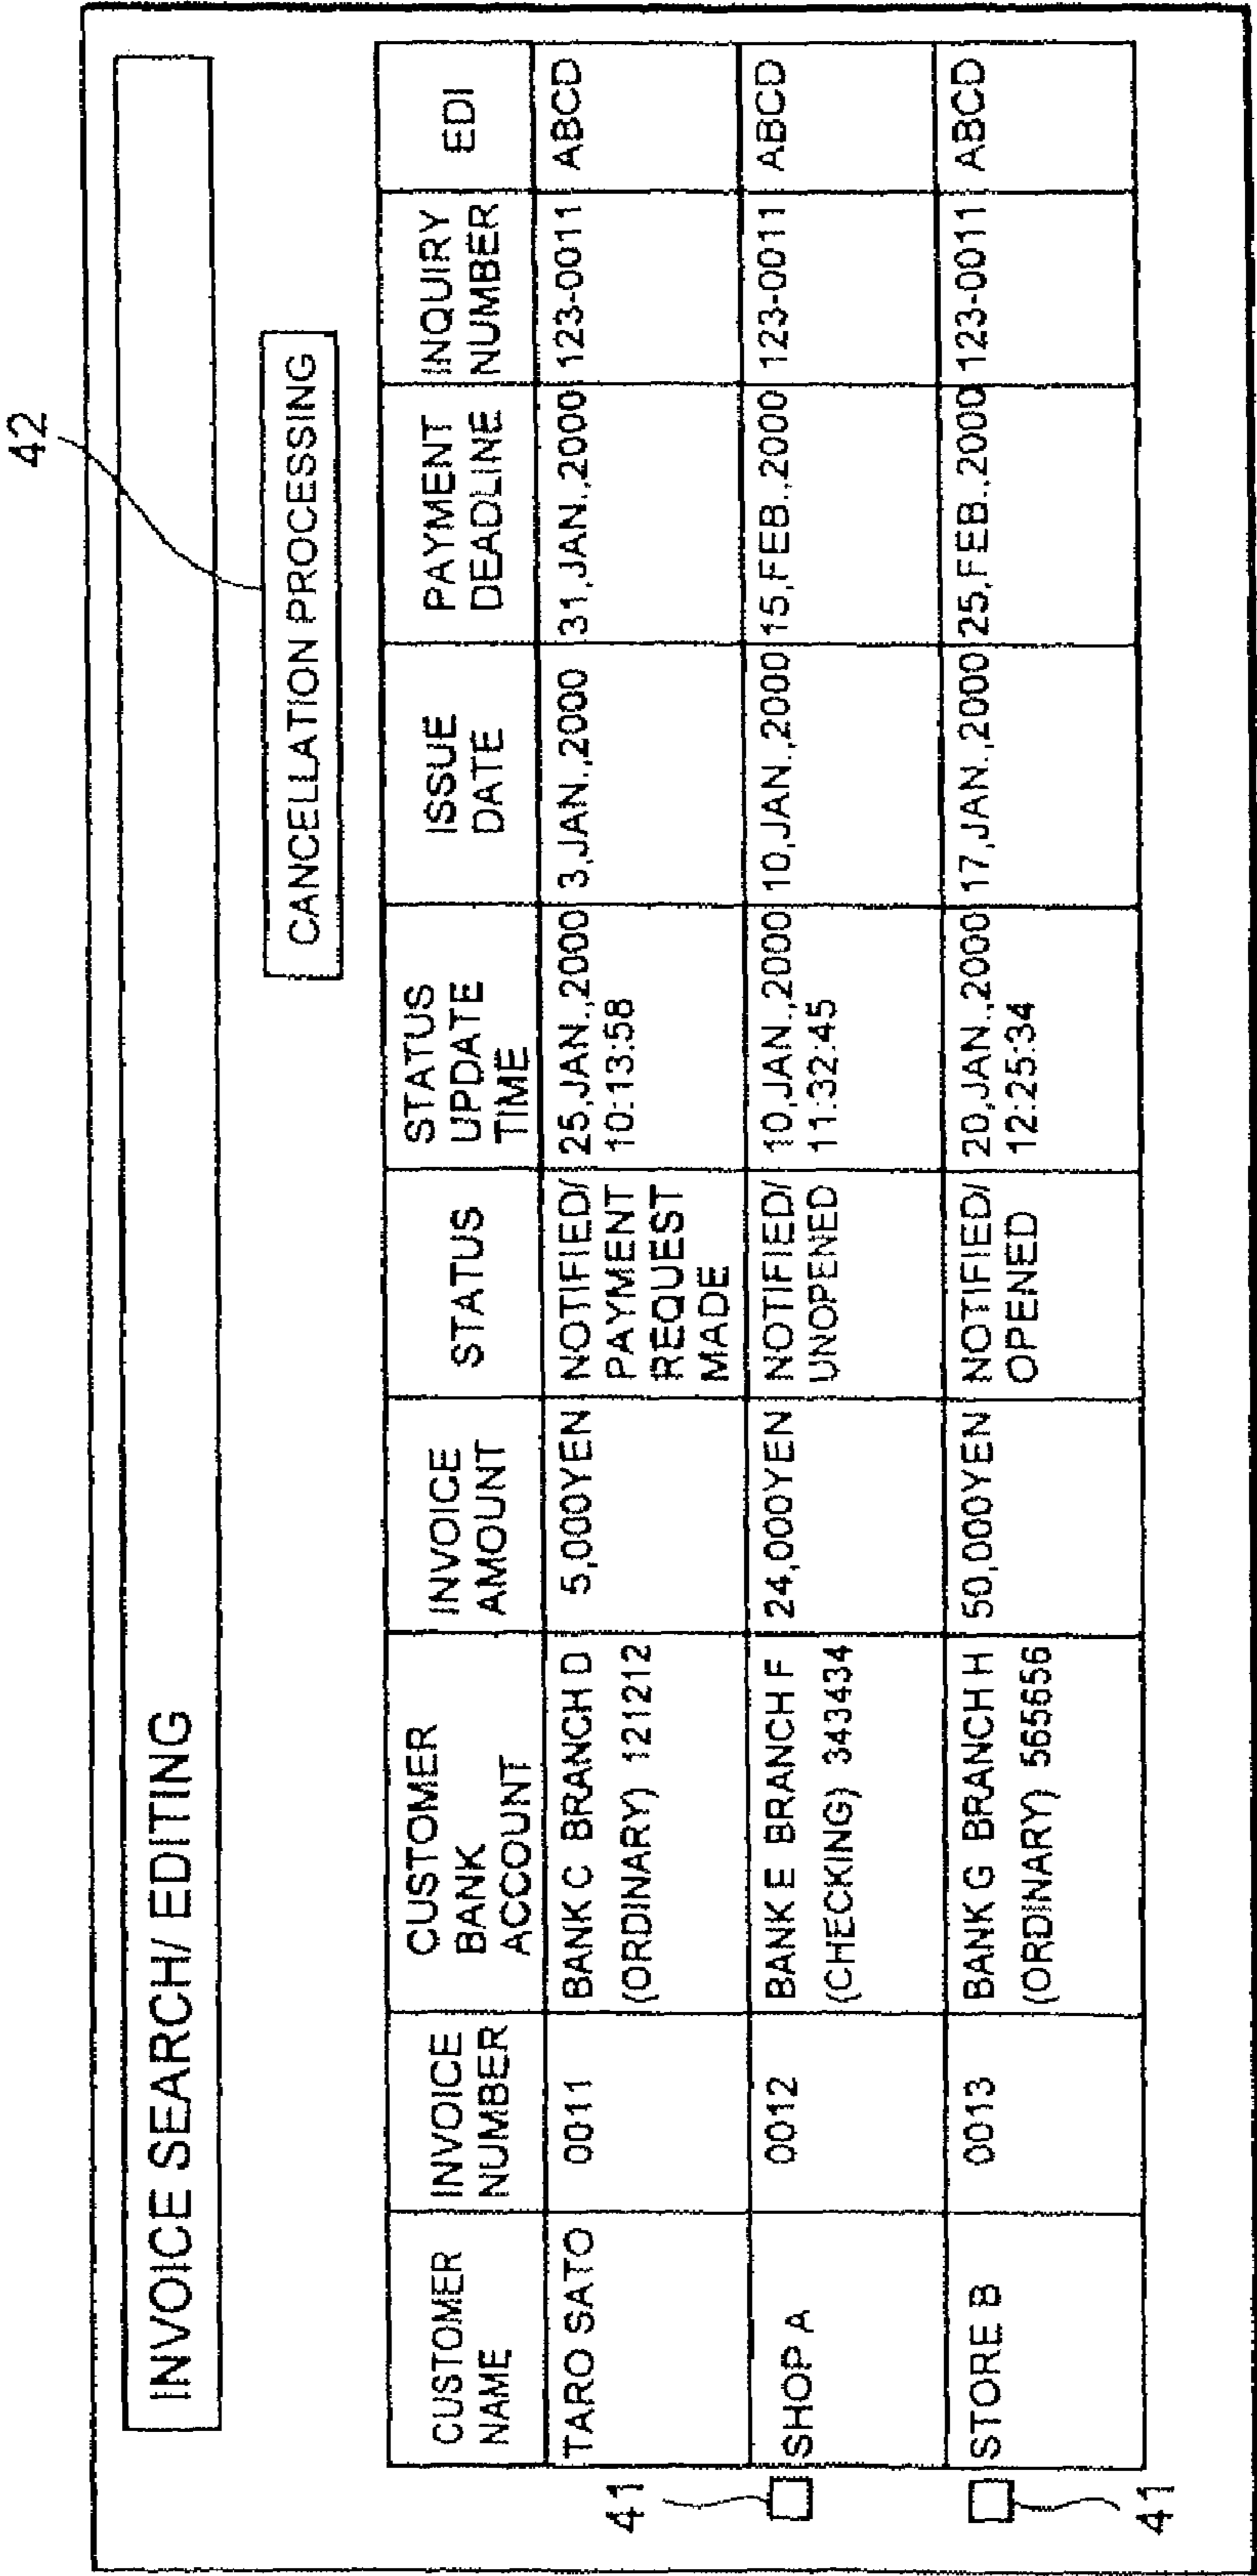 42
INVOICE SEARCH/ EDITING
CANCELLATION PROCESSING
CUSTOMER NAME
INVOICE NUMBER
CUSTOMER BANK ACCOUNT
INVOICE AMOUNT
STATUS
STATUS UPDATE TIME
ISSUE DATE
PAYMENT DEADLINE
INQUIRY NUMBER
EDI
TARO SATO
0011
BANK C BRANCH D
(ORDINARY) 121212
5,000YEN
NOTIFIED/
PAYMENT
REQUEST
MADE
25,JAN.,2000
10:13:58
3,JAN.,2000
31,JAN.,2000
123-0011
ABCD
41
SHOP A
0012
BANK E BRANCH F
(CHECKING) 343434
24,000YEN
NOTIFIED/
UNOPENED
10,JAN.,2000
11:32:45
10,JAN.,2000
15,FEB.,2000
123-0011
ABCD
STORE B
0013
BANK G BRANCH H
(ORDINARY) 565656
50,000YEN
NOTIFIED/
OPENED
20,JAN.,2000
12:25:34
17,JAN.,2000
25,FEB.,2000
123-0011
ABCD
41